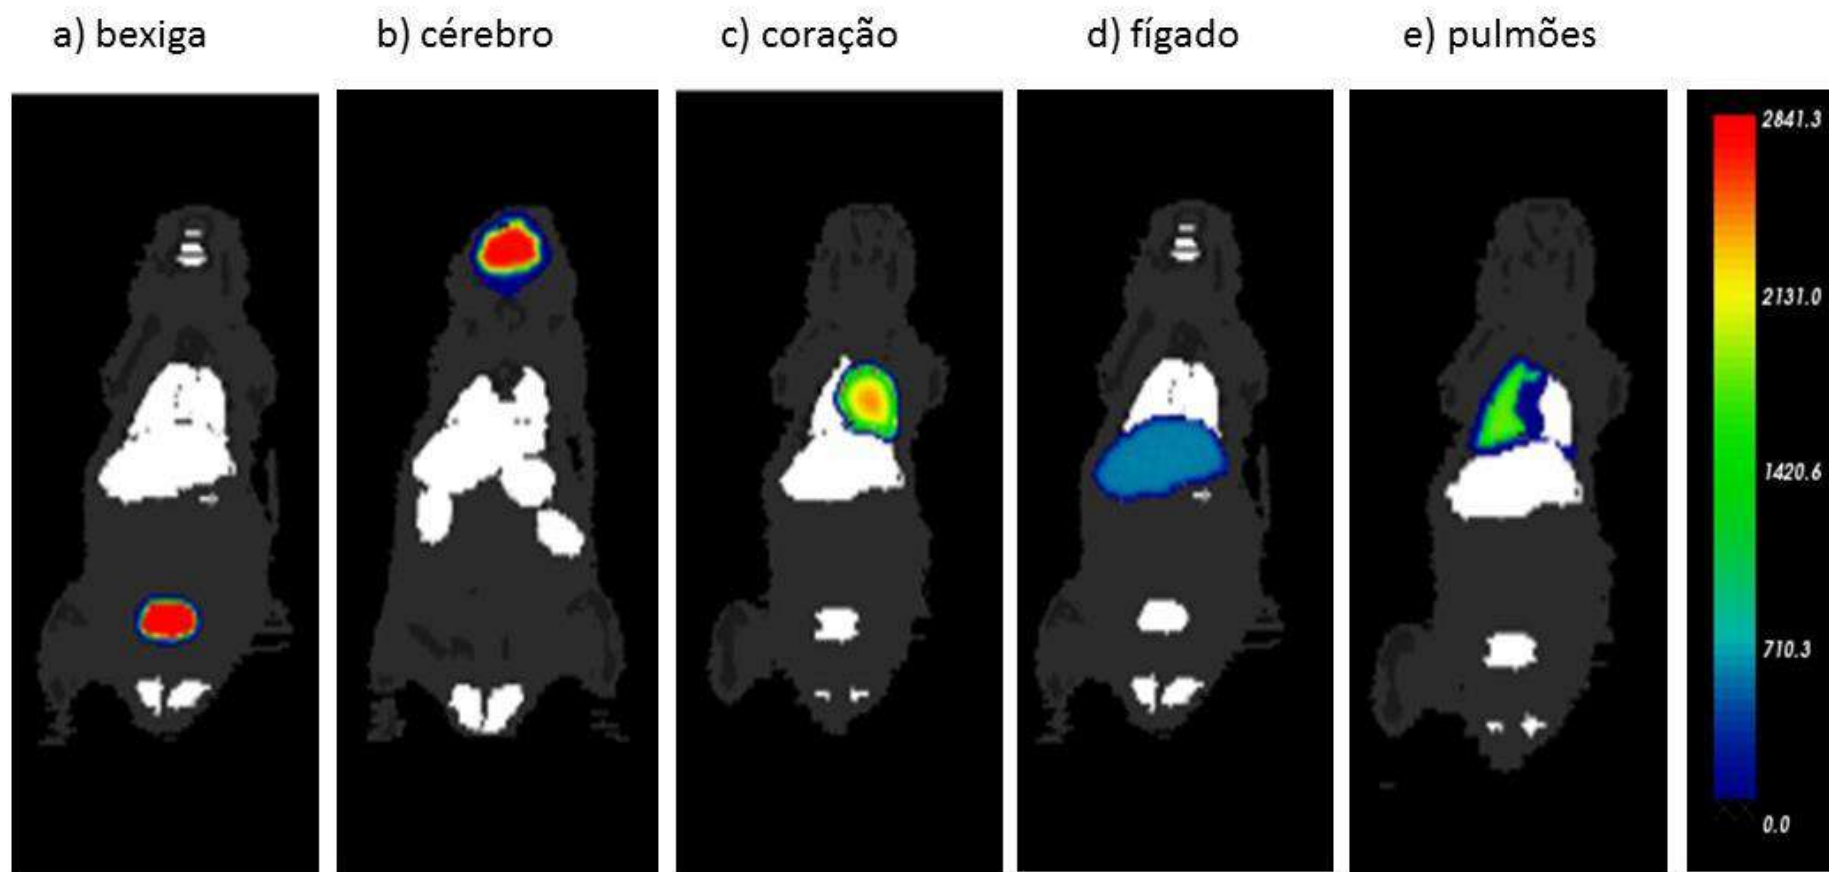 a) bexiga
b) cérebro
c) coração
d) fígado
e) pulmões
2841.3
2131.0
1420.6
710.3
0.0